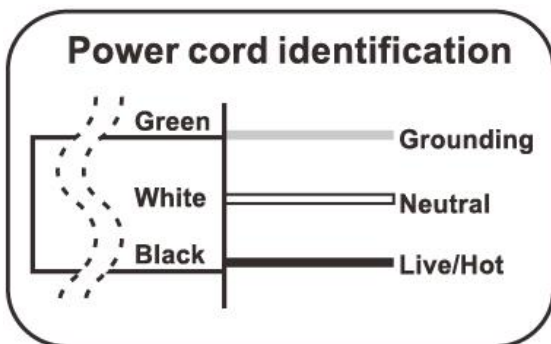 Power cord identification
Green
Grounding
White
Neutral
Black
Live/Hot